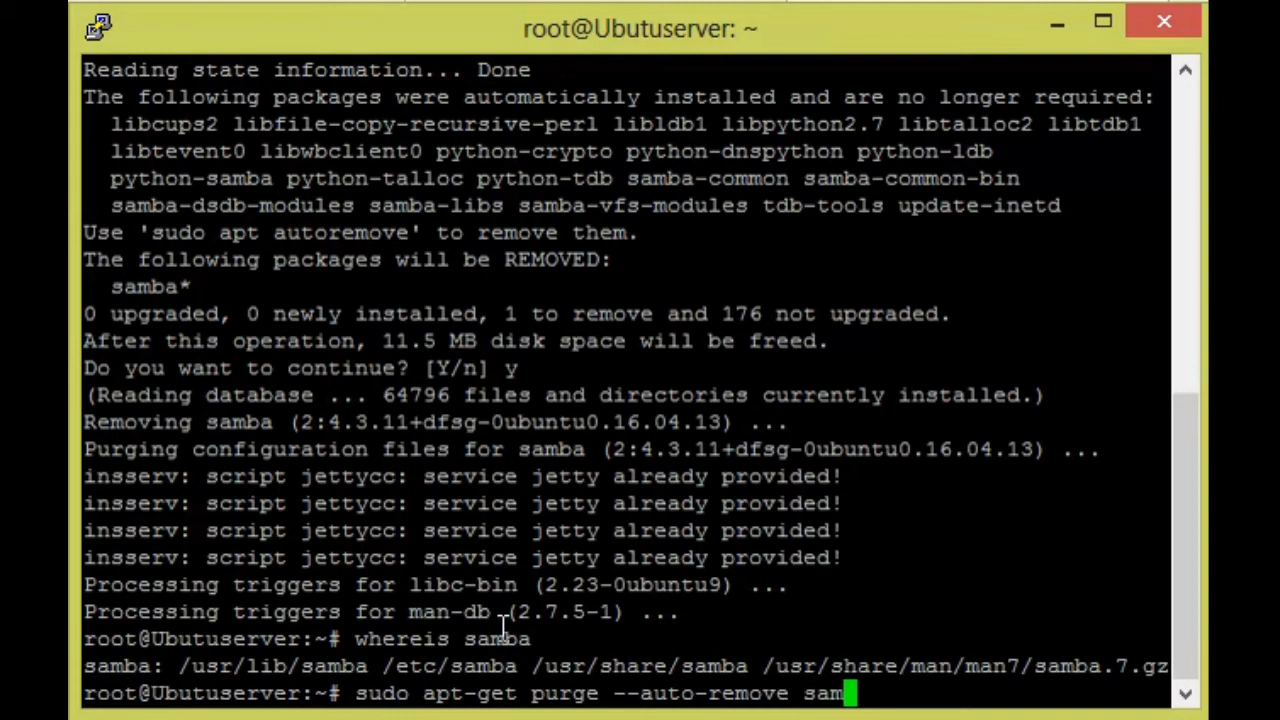 root@Ubutuserver: ~
Reading state information... Done
The following packages were automatically installed and are no longer required:
  libcups2 libfile-copy-recursive-perl libldb1 libpython2.7 libtalloc2 libtdb1
  libtevent0 libwbclient0 python-crypto python-dnspython python-ldb
  python-samba python-talloc python-tdb samba-common samba-common-bin
  samba-dsdb-modules samba-libs samba-vfs-modules tdb-tools update-inetd
Use 'sudo apt autoremove' to remove them.
The following packages will be REMOVED:
  samba*
0 upgraded, 0 newly installed, 1 to remove and 176 not upgraded.
After this operation, 11.5 MB disk space will be freed.
Do you want to continue? [Y/n] y
(Reading database ... 64796 files and directories currently installed.)
Removing samba (2:4.3.11+dfsg-0ubuntu0.16.04.13) ...
Purging configuration files for samba (2:4.3.11+dfsg-0ubuntu0.16.04.13) ...
insserv: script jettycc: service jetty already provided!
insserv: script jettycc: service jetty already provided!
insserv: script jettycc: service jetty already provided!
insserv: script jettycc: service jetty already provided!
Processing triggers for libc-bin (2.23-0ubuntu9) ...
Processing triggers for man-db (2.7.5-1) ...
root@Ubutuserver:~# whereis samba
samba: /usr/lib/samba /etc/samba /usr/share/samba /usr/share/man/man7/samba.7.gz
root@Ubutuserver:~# sudo apt-get purge --auto-remove sam